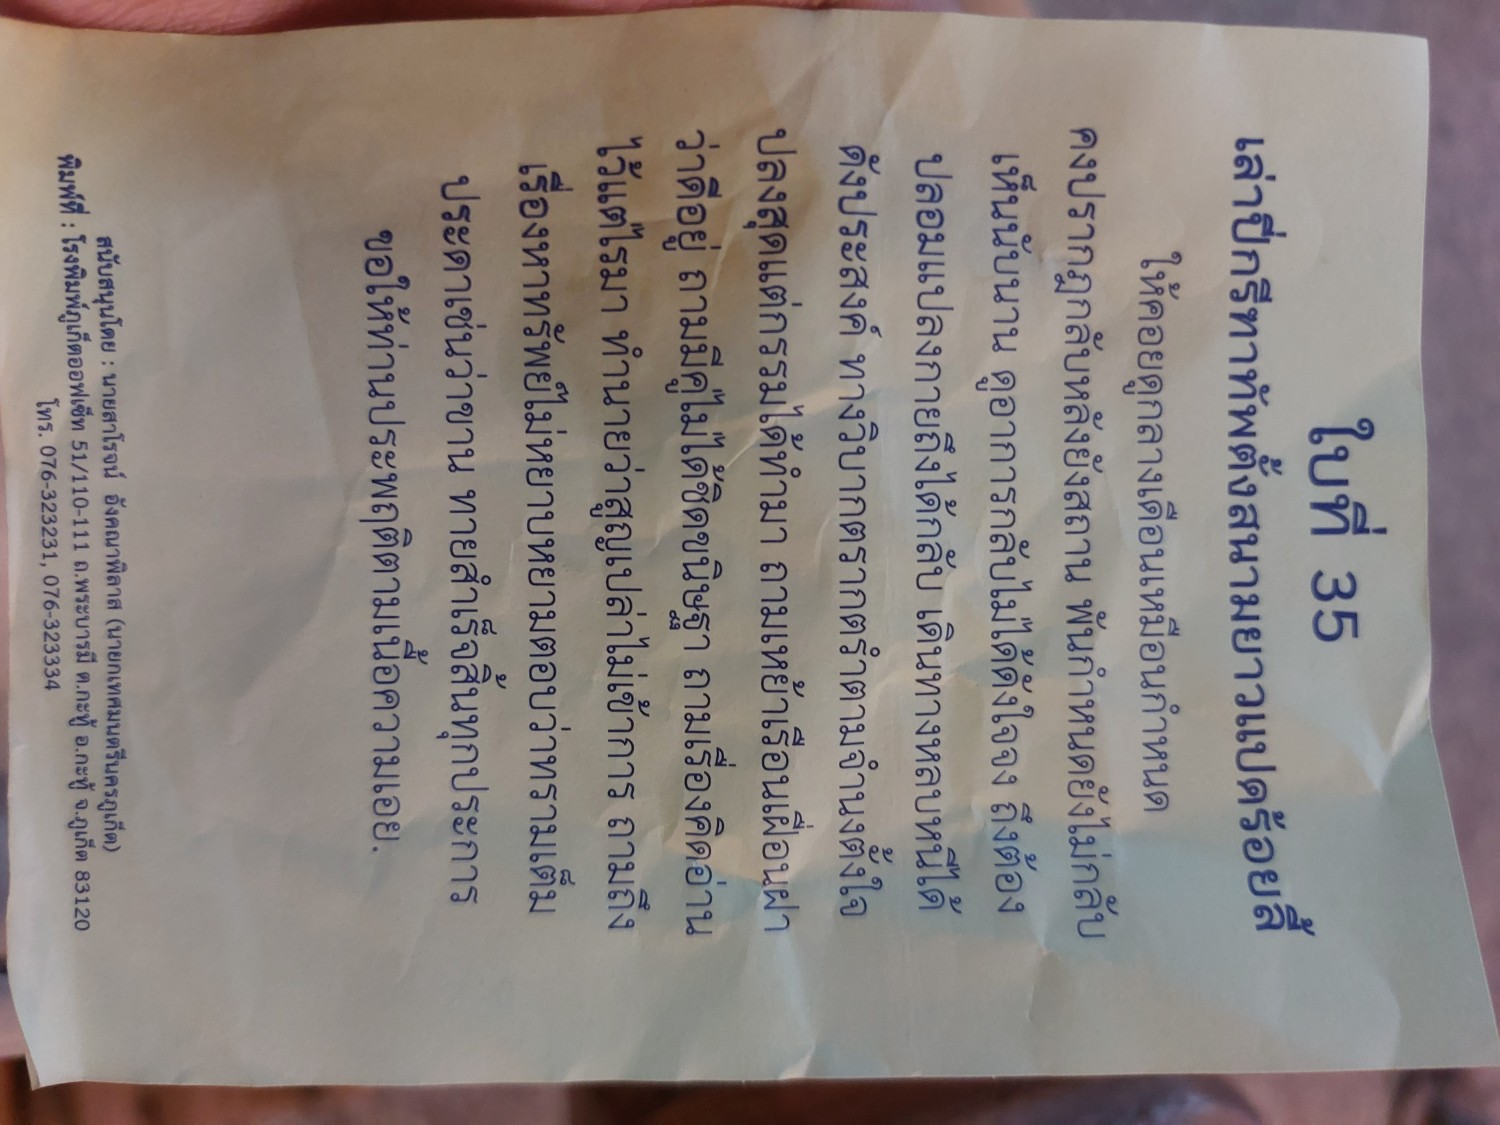 ใบที่ 35
เล่าปี่กรีฑาทัพตั้งสนามยาวแปดร้อยลี้
ให้คอยดูกลางเดือนเหมือนกำหนด
คงปรากฏกลับหลังยังสถาน พ้นกำหนดยังไม่กลับ
เห็นนับนาน ดูอาการกลับไม่ได้ดังใจจง ถึงต้อง
ปลอมแปลงกายถึงได้กลับ เดินทางหลบหนีได้
ดังประสงค์ ทางวิบากตรากตรำตามจำนงตั้งใจ
ปลงสุดแต่กรรมได้ทำมา ถามเหย้าเรือนเผื่อนฝา
ว่าดีอยู่ ถามมีคู่ไม่ได้ชิดขนิษฐา ถามเรื่องคิดอ่าน
ไว้แต่ไรมา ทำนายว่าสูญเปล่าไม่เข้าการ ถามถึง
เรื่องหาทรัพย์ไม่หยาบหยามตอบว่าทรามเต็ม
ประดาเช่นว่าขาน ทายสำเร็จสิ้นทุกประการ
ขอให้ท่านประพฤติตามเนื้อความเอย.
สนับสนุนโดย : นายสาโรจน์ อังคณาพิลาส (นายกเทศมนตรีนครภูเก็ต)
พิมพ์ที่ : โรงพิมพ์ภูเก็ตออฟเซ็ท 51/110-111 ถ.พระบารมี ต.กะทู้ อ.กะทู้ จ.ภูเก็ต 83120
โทร. 076-323231, 076-323334